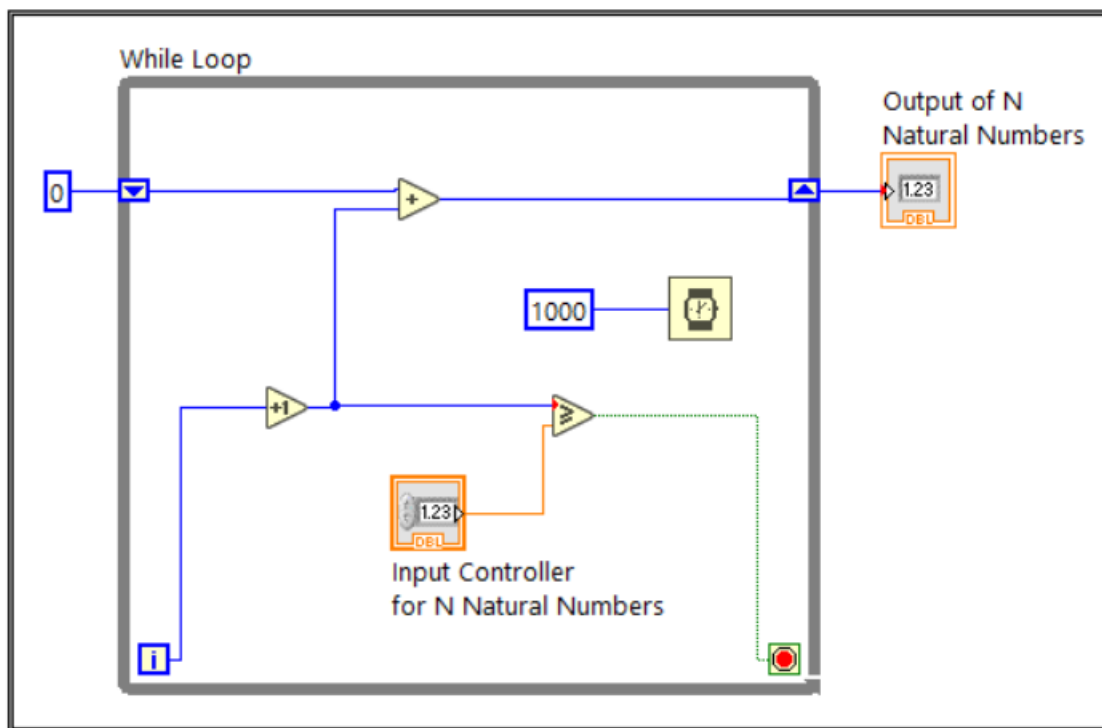 While Loop
Output of N
Natural Numbers
0
+
1.23
DBL
1000
+1
≥
1.23
DBL
Input Controller
for N Natural Numbers
i